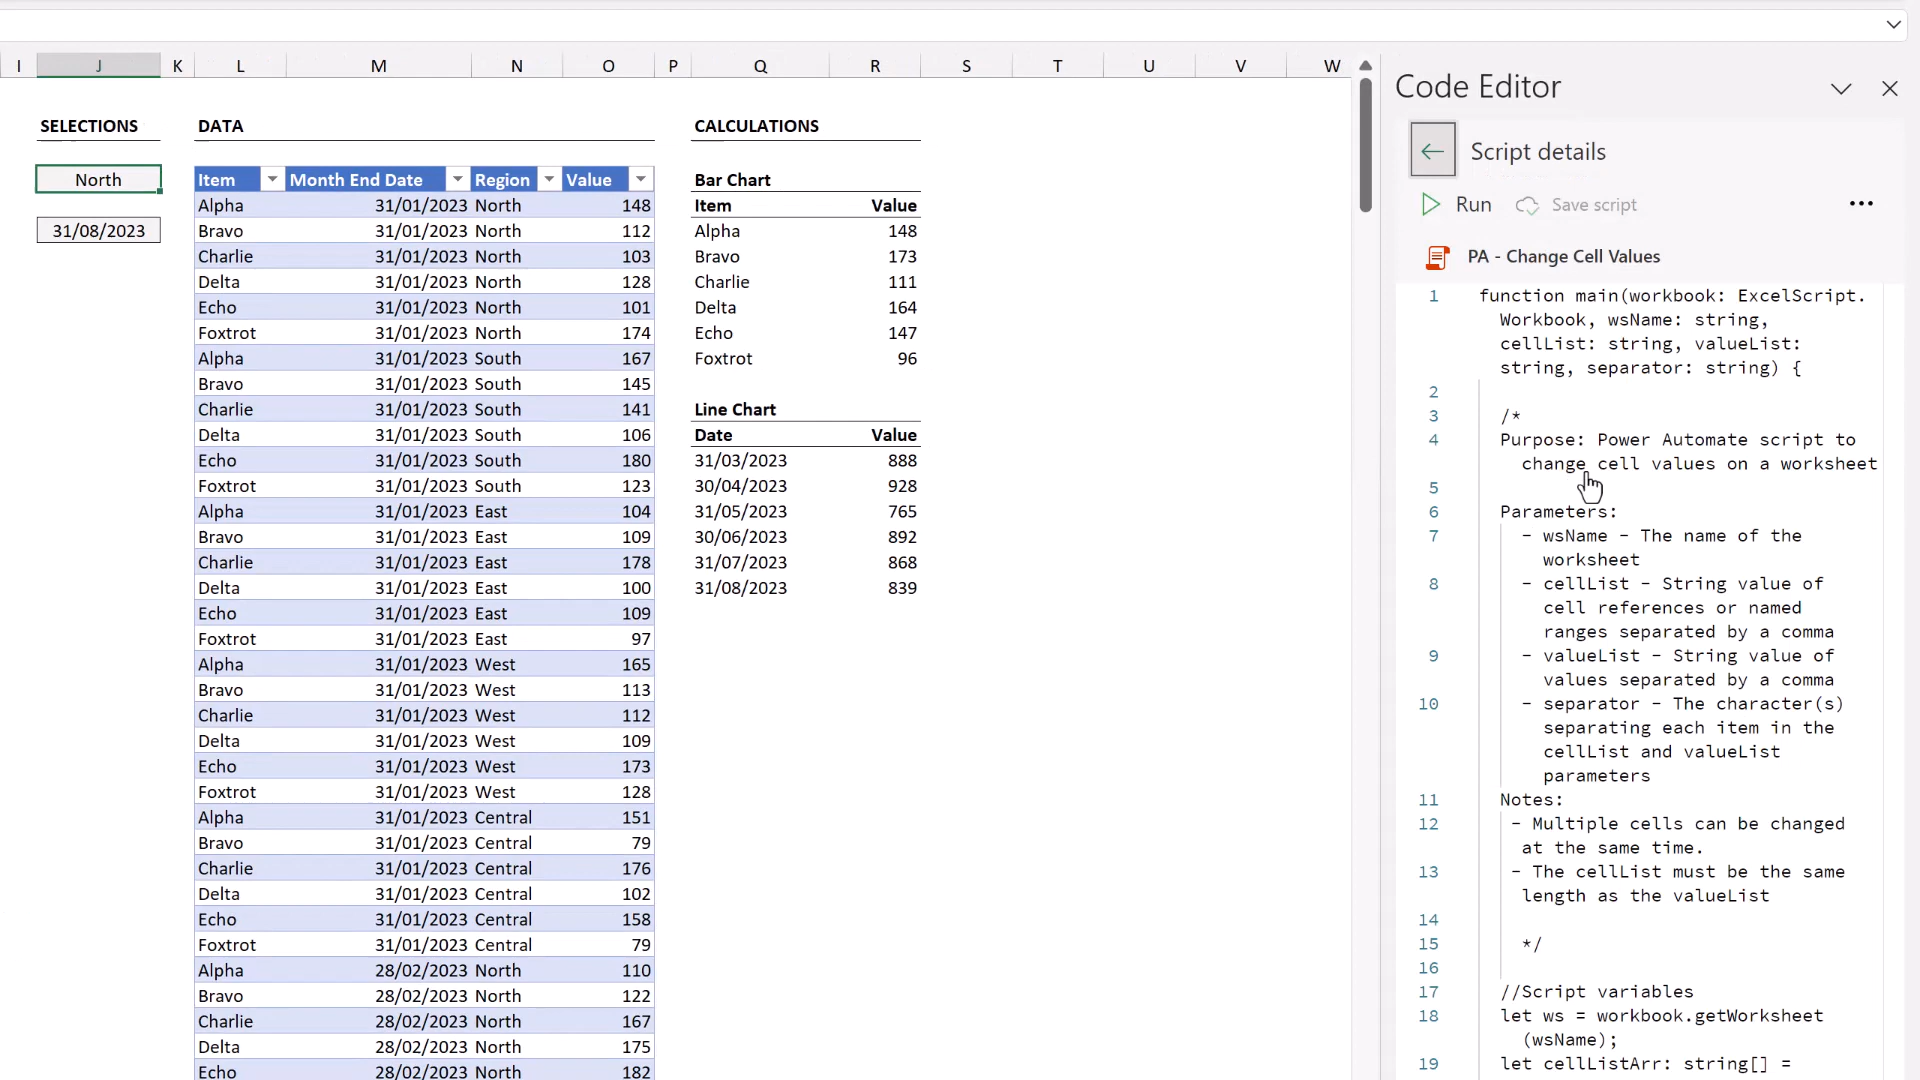 I J K L M N O P Q R S T U V W
SELECTIONS
North
31/08/2023
DATA
Item Month End Date Region Value
Alpha 31/01/2023 North 148
Bravo 31/01/2023 North 112
Charlie 31/01/2023 North 103
Delta 31/01/2023 North 128
Echo 31/01/2023 North 101
Foxtrot 31/01/2023 North 174
Alpha 31/01/2023 South 167
Bravo 31/01/2023 South 145
Charlie 31/01/2023 South 141
Delta 31/01/2023 South 106
Echo 31/01/2023 South 180
Foxtrot 31/01/2023 South 123
Alpha 31/01/2023 East 104
Bravo 31/01/2023 East 109
Charlie 31/01/2023 East 178
Delta 31/01/2023 East 100
Echo 31/01/2023 East 109
Foxtrot 31/01/2023 East 97
Alpha 31/01/2023 West 165
Bravo 31/01/2023 West 113
Charlie 31/01/2023 West 112
Delta 31/01/2023 West 109
Echo 31/01/2023 West 173
Foxtrot 31/01/2023 West 128
Alpha 31/01/2023 Central 151
Bravo 31/01/2023 Central 79
Charlie 31/01/2023 Central 176
Delta 31/01/2023 Central 102
Echo 31/01/2023 Central 158
Foxtrot 31/01/2023 Central 79
Alpha 28/02/2023 North 110
Bravo 28/02/2023 North 122
Charlie 28/02/2023 North 167
Delta 28/02/2023 North 175
Echo 28/02/2023 North 182
CALCULATIONS
Bar Chart
Item Value
Alpha 148
Bravo 173
Charlie 111
Delta 164
Echo 147
Foxtrot 96
Line Chart
Date Value
31/03/2023 888
30/04/2023 928
31/05/2023 765
30/06/2023 892
31/07/2023 868
31/08/2023 839
Code Editor
Script details
Run Save script ...
PA - Change Cell Values
1 function main(workbook: ExcelScript.
Workbook, wsName: string,
cellList: string, valueList:
string, separator: string) {
2
3 /*
4 Purpose: Power Automate script to
change cell values on a worksheet
5
6 Parameters:
7 - wsName - The name of the
worksheet
8 - cellList - String value of
cell references or named
ranges separated by a comma
9 - valueList - String value of
values separated by a comma
10 - separator - The character(s)
separating each item in the
cellList and valueList
parameters
11 Notes:
12 - Multiple cells can be changed
at the same time.
13 - The cellList must be the same
length as the valueList
14
15 */
16
17 //Script variables
18 let ws = workbook.getWorksheet
(wsName);
19 let cellListArr: string[] =